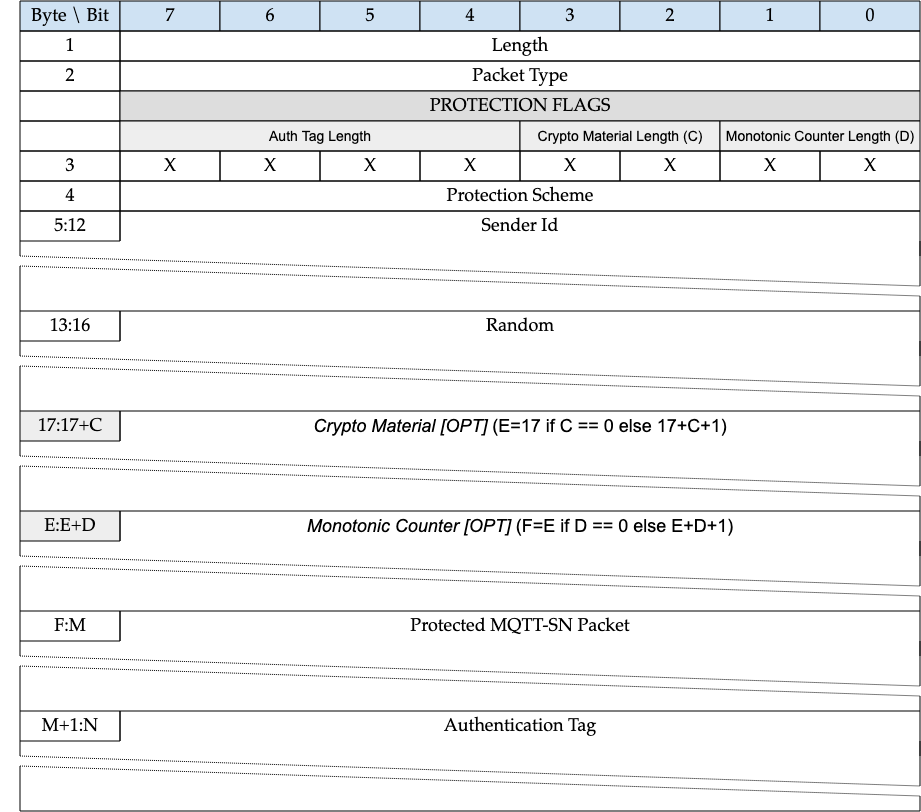 Byte \ Bit 7 6 5 4 3 2 1 0
1 Length
2 Packet Type
PROTECTION FLAGS
Auth Tag Length Crypto Material Length (C) Monotonic Counter Length (D)
3 X X X X X X X X
4 Protection Scheme
5:12 Sender Id
13:16 Random
17:17+C Crypto Material [OPT] (E=17 if C == 0 else 17+C+1)
E:E+D Monotonic Counter [OPT] (F=E if D == 0 else E+D+1)
F:M Protected MQTT-SN Packet
M+1:N Authentication Tag